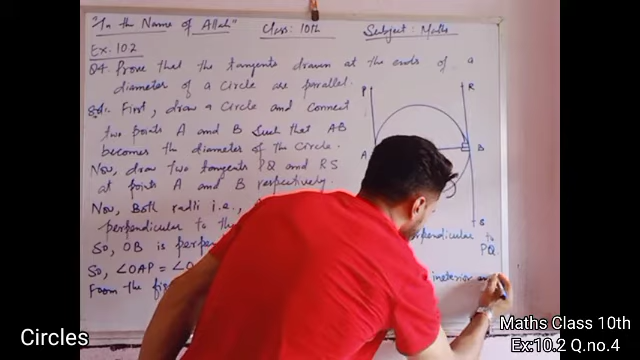 "In the Name of Allah" Class: 10th Subject: Maths
Ex. 10.2
Q4. Prove that the tangents drawn at the ends of a
diameter of a circle are parallel.
Sol. First, draw a circle and connect
two points A and B such that AB
becomes the diameter of the circle.
Now, draw two tangents PQ and RS
at points A and B respectively.
Now, Both radii i.e.,
perpendicular to the
So, OB is perpendicular to
PQ.
So, ∠OAP =
From the interior
P R
A B
S
Circles
Maths Class 10th
Ex:10.2 Q.no.4